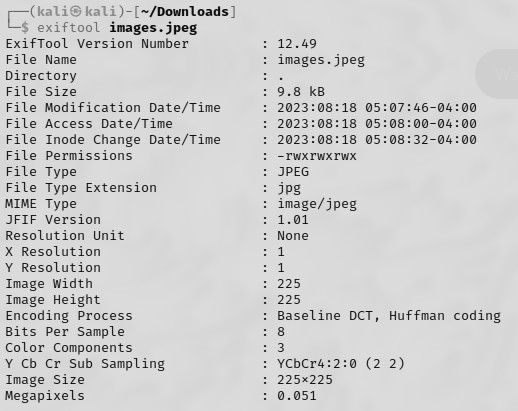 ┌──(kali㉿kali)-[~/Downloads]
└─$ exiftool images.jpeg
ExifTool Version Number : 12.49
File Name : images.jpeg
Directory : .
File Size : 9.8 kB
File Modification Date/Time : 2023:08:18 05:07:46-04:00
File Access Date/Time : 2023:08:18 05:08:00-04:00
File Inode Change Date/Time : 2023:08:18 05:08:32-04:00
File Permissions : -rwxrwxrwx
File Type : JPEG
File Type Extension : jpg
MIME Type : image/jpeg
JFIF Version : 1.01
Resolution Unit : None
X Resolution : 1
Y Resolution : 1
Image Width : 225
Image Height : 225
Encoding Process : Baseline DCT, Huffman coding
Bits Per Sample : 8
Color Components : 3
Y Cb Cr Sub Sampling : YCbCr4:2:0 (2 2)
Image Size : 225×225
Megapixels : 0.051